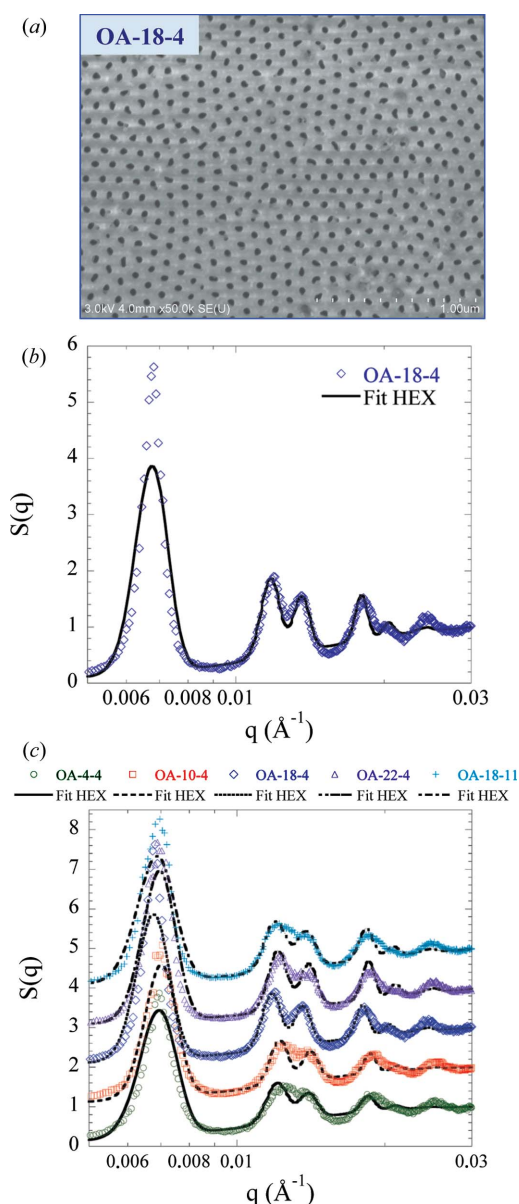 (a)
OA-18-4
3.0kV 4.0mm x50.0k SE(U)
1.00um
(b)
6
5
4
3
2
1
0
S(q)
OA-18-4
Fit HEX
0.006
0.008
0.01
0.03
q (Å-1)
(c)
OA-4-4 OA-10-4 OA-18-4 OA-22-4 OA-18-11
Fit HEX Fit HEX Fit HEX Fit HEX Fit HEX
8
7
6
5
4
3
2
1
0
S(q)
0.006
0.008
0.01
0.03
q (Å-1)